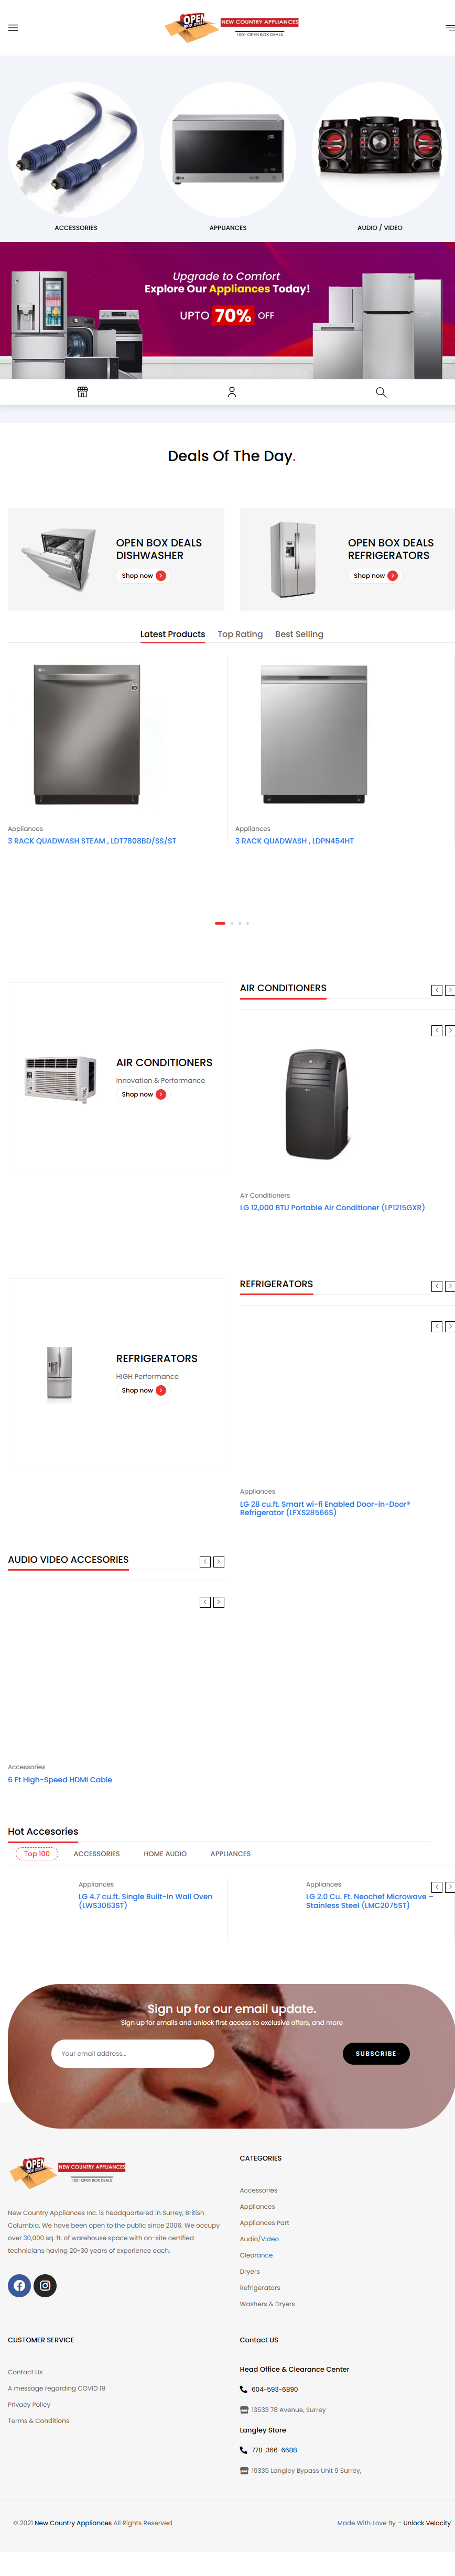 OPEN BOX
NEW COUNTRY APPLIANCES
1001 OPEN BOX DEALS
ACCESSORIES
APPLIANCES
AUDIO / VIDEO
Upgrade to Comfort
Explore Our Appliances Today!
UPTO 70% OFF
Deals Of The Day.
OPEN BOX DEALS
DISHWASHER
Shop now
OPEN BOX DEALS
REFRIGERATORS
Shop now
Latest Products
Top Rating
Best Selling
Appliances
3 RACK QUADWASH STEAM , LDT7808BD/SS/ST
Appliances
3 RACK QUADWASH , LDPN454HT
AIR CONDITIONERS
Innovation & Performance
Shop now
AIR CONDITIONERS
Air Conditioners
LG 12,000 BTU Portable Air Conditioner (LP1215GXR)
REFRIGERATORS
HIGH Performance
Shop now
REFRIGERATORS
Appliances
LG 28 cu.ft. Smart wi-fi Enabled Door-in-Door®
Refrigerator (LFXS28566S)
AUDIO VIDEO ACCESORIES
Accessories
6 Ft High-Speed HDMI Cable
Hot Accesories
Top 100
ACCESSORIES
HOME AUDIO
APPLIANCES
Appliances
LG 4.7 cu.ft. Single Built-In Wall Oven
(LWS3063ST)
Appliances
LG 2.0 Cu. Ft. Neochef Microwave –
Stainless Steel (LMC2075ST)
Sign up for our email update.
Sign up for emails and unlock first access to exclusive offers, and more
Your email address...
SUBSCRIBE
OPEN BOX
NEW COUNTRY APPLIANCES
1001 OPEN BOX DEALS
New Country Appliances Inc. is headquartered in Surrey, British
Columbia. We have been open to the public since 2006. We occupy
over 30,000 sq. ft. of warehouse space with on-site certified
technicians having 20-30 years of experience each.
CATEGORIES
Accessories
Appliances
Appliances Part
Audio/Video
Clearance
Dryers
Refrigerators
Washers & Dryers
CUSTOMER SERVICE
Contact Us
A message regarding COVID 19
Privacy Policy
Terms & Conditions
Contact US
Head Office & Clearance Center
604-593-6890
13533 78 Avenue, Surrey
Langley Store
778-366-6688
19335 Langley Bypass Unit 9 Surrey,
© 2021 New Country Appliances All Rights Reserved
Made With Love By – Unlock Velocity